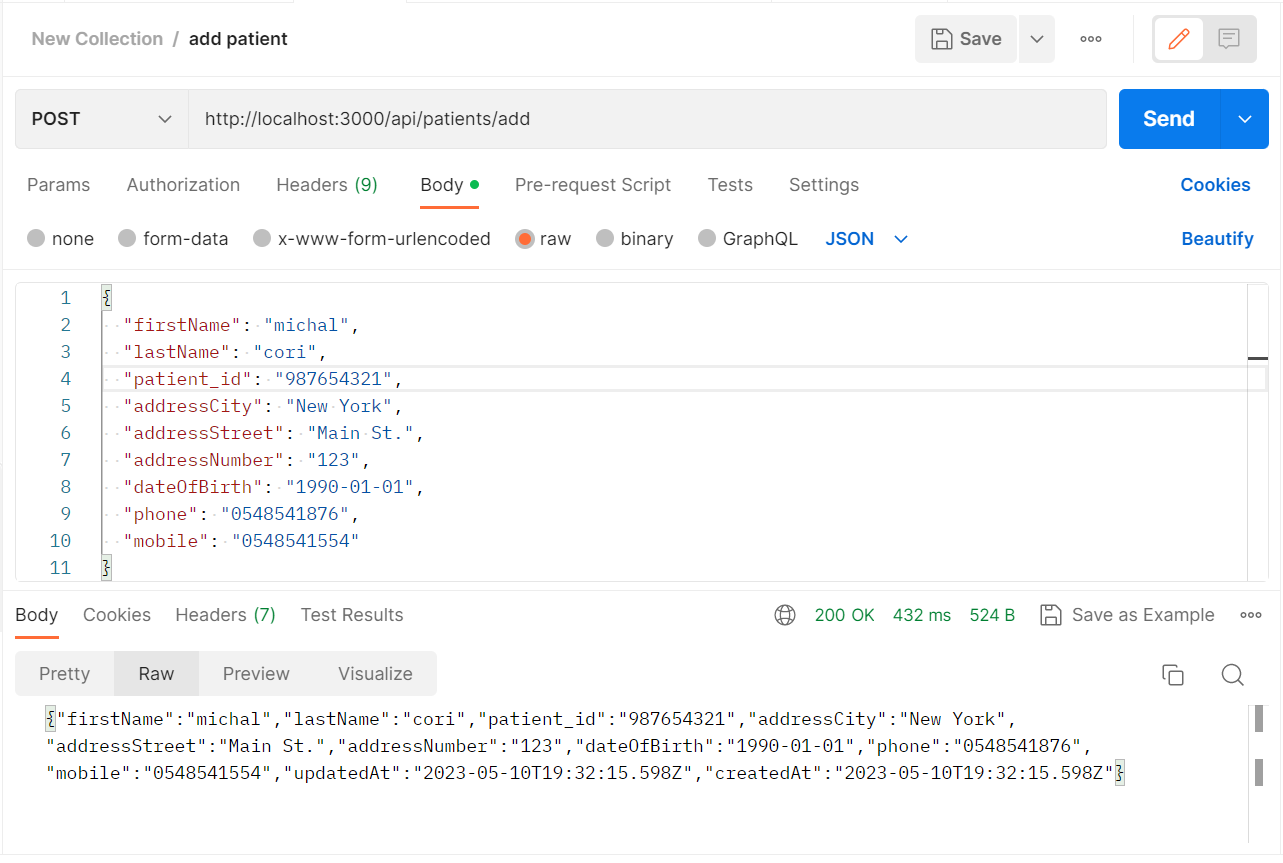 New Collection / add patient
Save
POST
http://localhost:3000/api/patients/add
Send
Params Authorization Headers (9) Body Pre-request Script Tests Settings Cookies
none form-data x-www-form-urlencoded raw binary GraphQL JSON Beautify
1 {
2 "firstName": "michal",
3 "lastName": "cori",
4 "patient_id": "987654321",
5 "addressCity": "New York",
6 "addressStreet": "Main St.",
7 "addressNumber": "123",
8 "dateOfBirth": "1990-01-01",
9 "phone": "0548541876",
10 "mobile": "0548541554"
11 }
Body Cookies Headers (7) Test Results 200 OK 432 ms 524 B Save as Example
Pretty Raw Preview Visualize
{"firstName":"michal","lastName":"cori","patient_id":"987654321","addressCity":"New York",
"addressStreet":"Main St.","addressNumber":"123","dateOfBirth":"1990-01-01","phone":"0548541876",
"mobile":"0548541554","updatedAt":"2023-05-10T19:32:15.598Z","createdAt":"2023-05-10T19:32:15.598Z"}